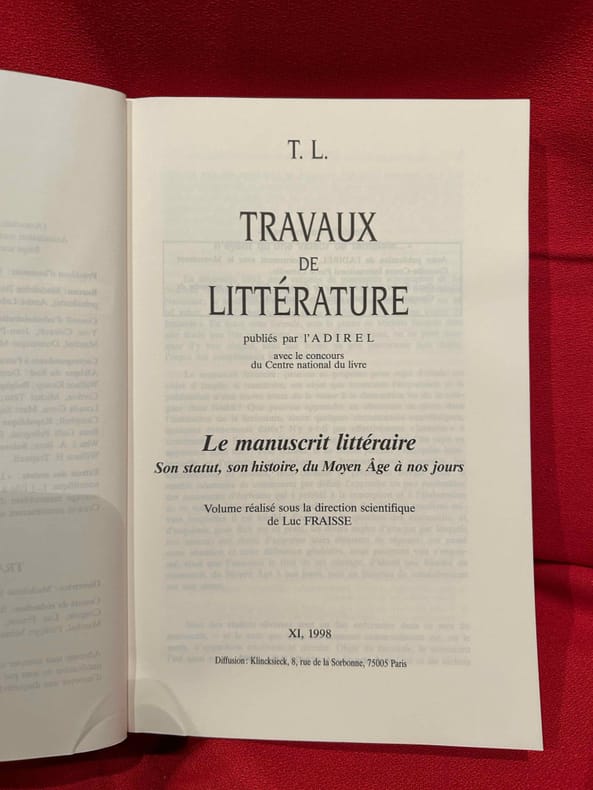 T. L.
TRAVAUX
DE
LITTÉRATURE
publiés par l'ADIREL
avec le concours
du Centre national du livre
Le manuscrit littéraire
Son statut, son histoire, du Moyen Âge à nos jours
Volume réalisé sous la direction scientifique
de Luc FRAISSE
XI, 1998
Diffusion : Klincksieck, 8, rue de la Sorbonne, 75005 Paris